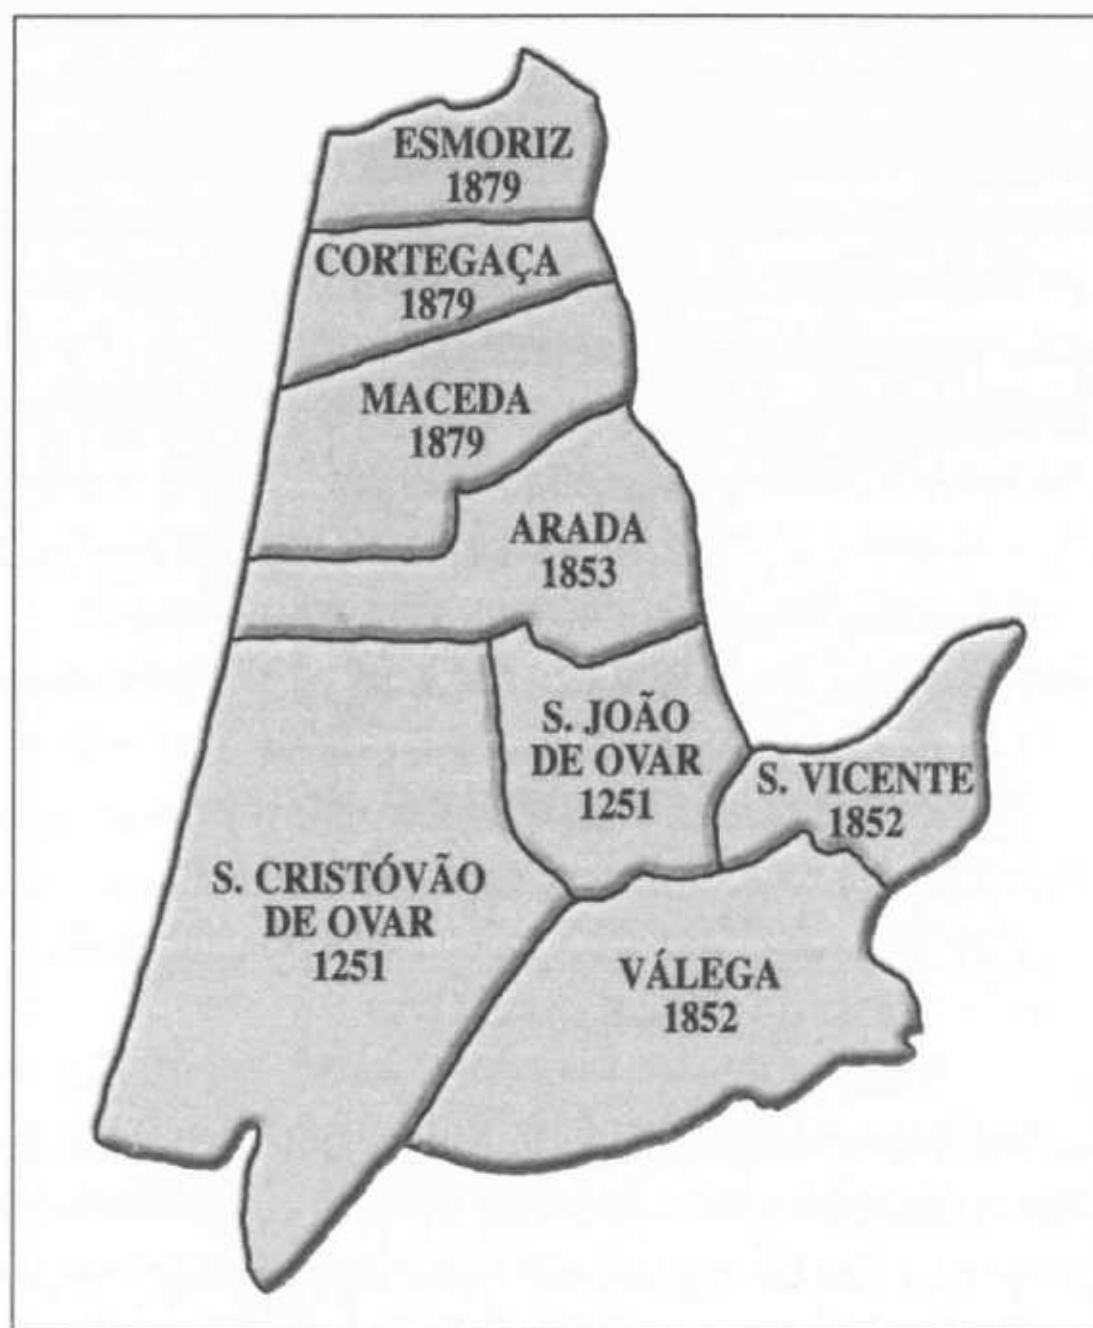 ESMORIZ
1879
CORTEGAÇA
1879
MACEDA
1879
ARADA
1853
S. JOÃO
DE OVAR
1251
S. VICENTE
1852
S. CRISTÓVÃO
DE OVAR
1251
VÁLEGA
1852